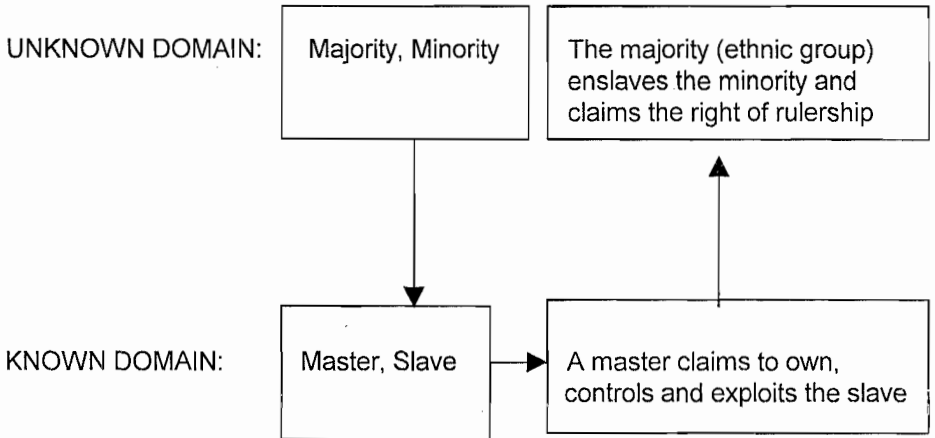 UNKNOWN DOMAIN:
Majority, Minority
The majority (ethnic group)
enslaves the minority and
claims the right of rulership
KNOWN DOMAIN:
Master, Slave
A master claims to own,
controls and exploits the slave